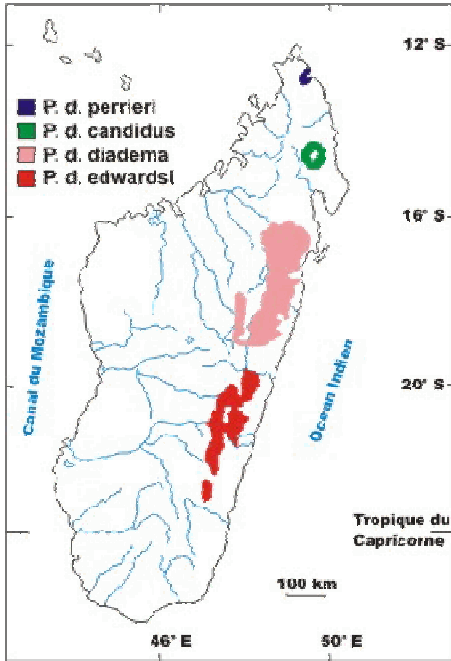 12° S
P. d. perrieri
P. d. candidus
P. d. diadema
P. d. edwardsi
16° S
Canal du Mozambique
Ocean Indien
20° S
Tropique du
Capricorne
100 km
46° E
50° E